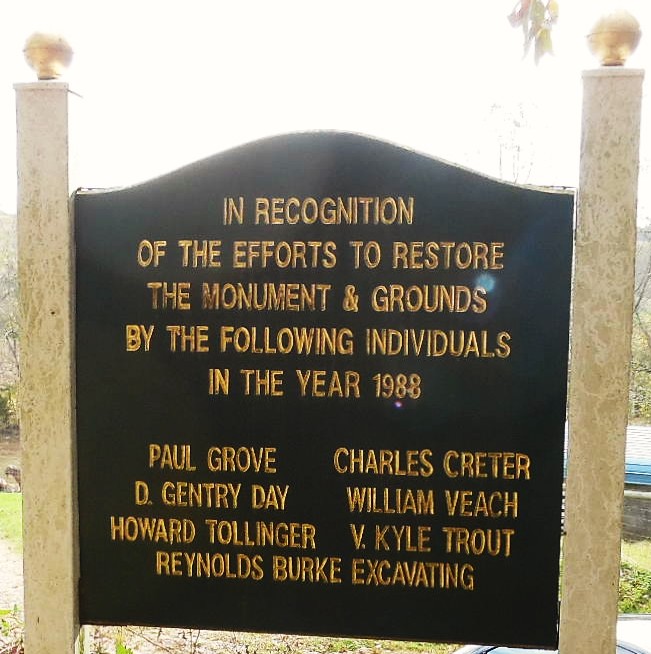 IN RECOGNITION
OF THE EFFORTS TO RESTORE
THE MONUMENT & GROUNDS
BY THE FOLLOWING INDIVIDUALS
IN THE YEAR 1988
PAUL GROVE CHARLES CRETER
D. GENTRY DAY WILLIAM VEACH
HOWARD TOLLINGER V. KYLE TROUT
REYNOLDS BURKE EXCAVATING